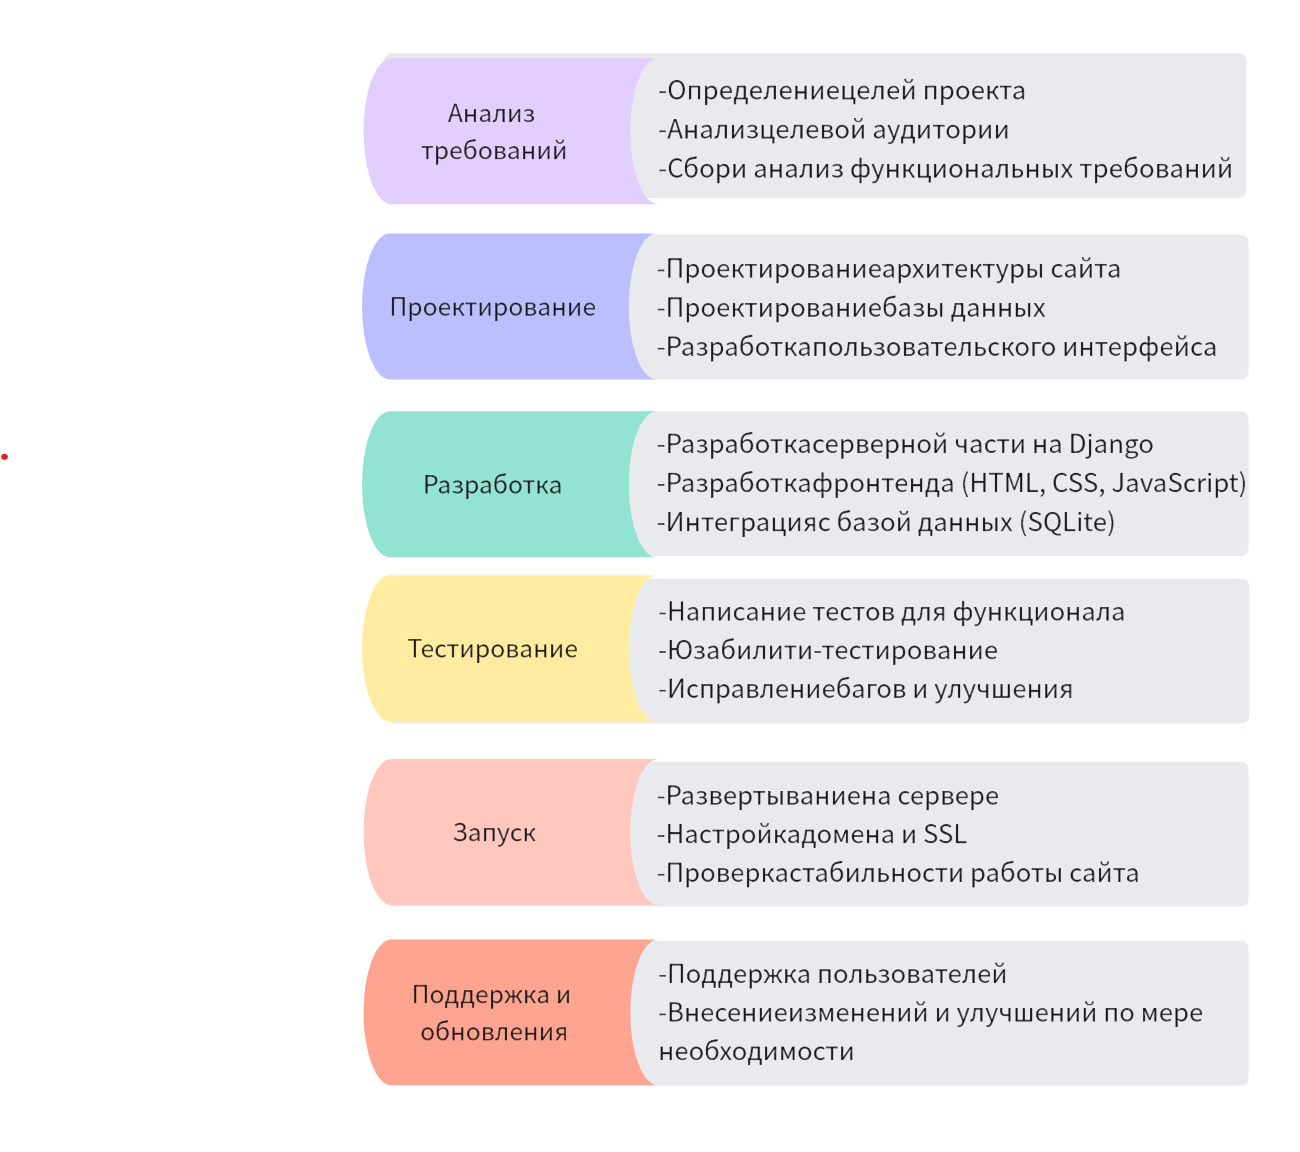 Анализ
требований
-Определениецелей проекта
-Анализцелевой аудитории
-Сбори анализ функциональных требований
Проектирование
-Проектированиеархитектуры сайта
-Проектированиебазы данных
-Разработкапользовательского интерфейса
Разработка
-Разработкасерверной части на Django
-Разработкафронтенда (HTML, CSS, JavaScript)
-Интеграцияс базой данных (SQLite)
Тестирование
-Написание тестов для функционала
-Юзабилити-тестирование
-Исправлениебагов и улучшения
Запуск
-Развертываниена сервере
-Настройкадомена и SSL
-Проверкастабильности работы сайта
Поддержка и
обновления
-Поддержка пользователей
-Внесениеизменений и улучшений по мере
необходимости